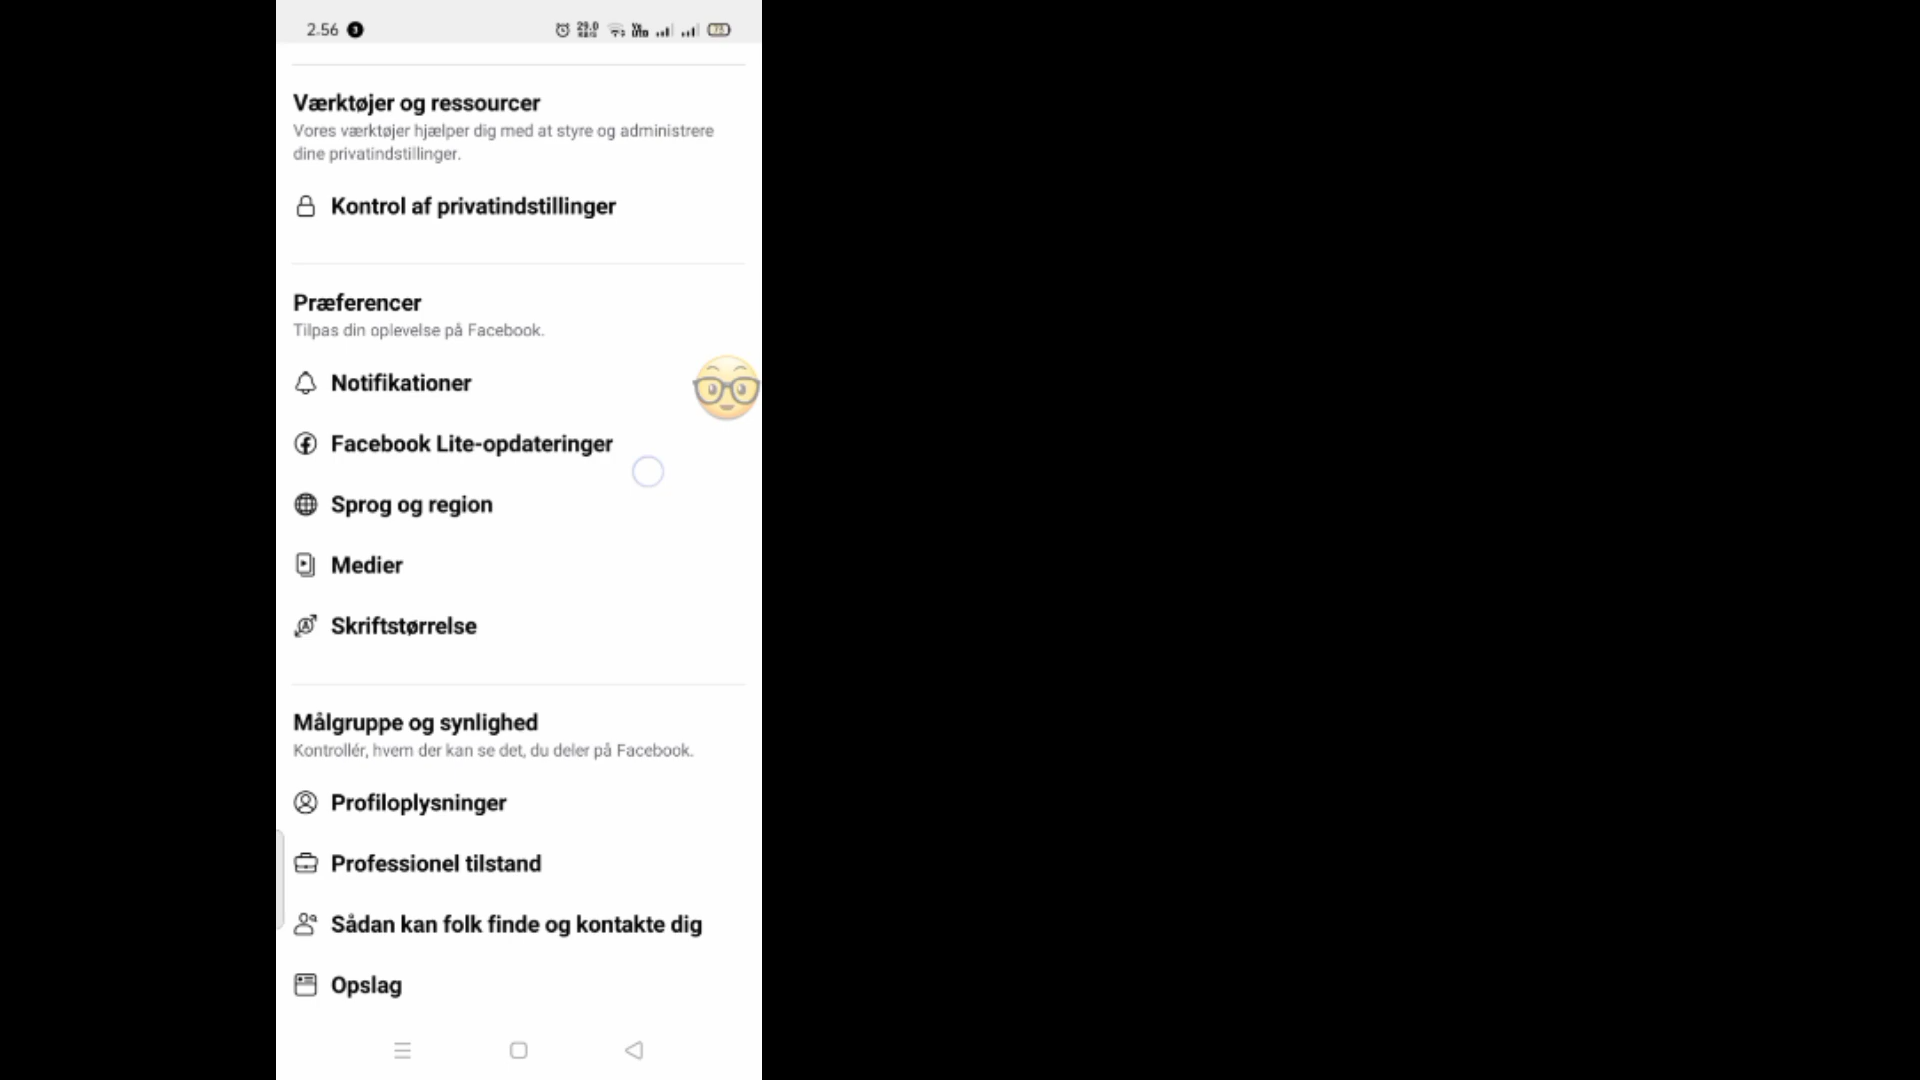 2.56
29.0
KB/S
Værktøjer og ressourcer
Vores værktøjer hjælper dig med at styre og administrere
dine privatindstillinger.
Kontrol af privatindstillinger
Præferencer
Tilpas din oplevelse på Facebook.
Notifikationer
Facebook Lite-opdateringer
Sprog og region
Medier
Skriftstørrelse
Målgruppe og synlighed
Kontrollér, hvem der kan se det, du deler på Facebook.
Profiloplysninger
Professionel tilstand
Sådan kan folk finde og kontakte dig
Opslag